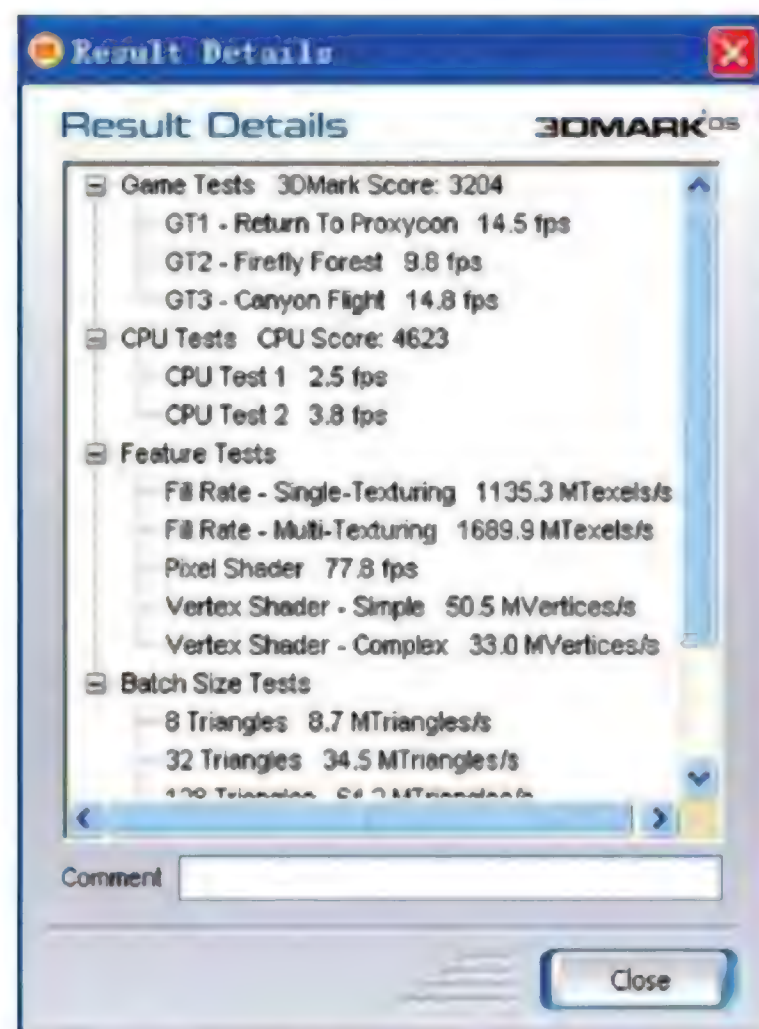 Result Details
Result Details 3DMARK05
Game Tests 3DMark Score: 3204
GT1 - Return To Proxycon 14.5 fps
GT2 - Firefly Forest 9.8 fps
GT3 - Canyon Flight 14.8 fps
CPU Tests CPU Score: 4623
CPU Test 1 2.5 fps
CPU Test 2 3.8 fps
Feature Tests
Fill Rate - Single-Texturing 1135.3 MTexels/s
Fill Rate - Multi-Texturing 1689.9 MTexels/s
Pixel Shader 77.8 fps
Vertex Shader - Simple 50.5 MVertices/s
Vertex Shader - Complex 33.0 MVertices/s
Batch Size Tests
8 Triangles 8.7 MTriangles/s
32 Triangles 34.5 MTriangles/s
Triangles MTriangles/s
Comment
Close